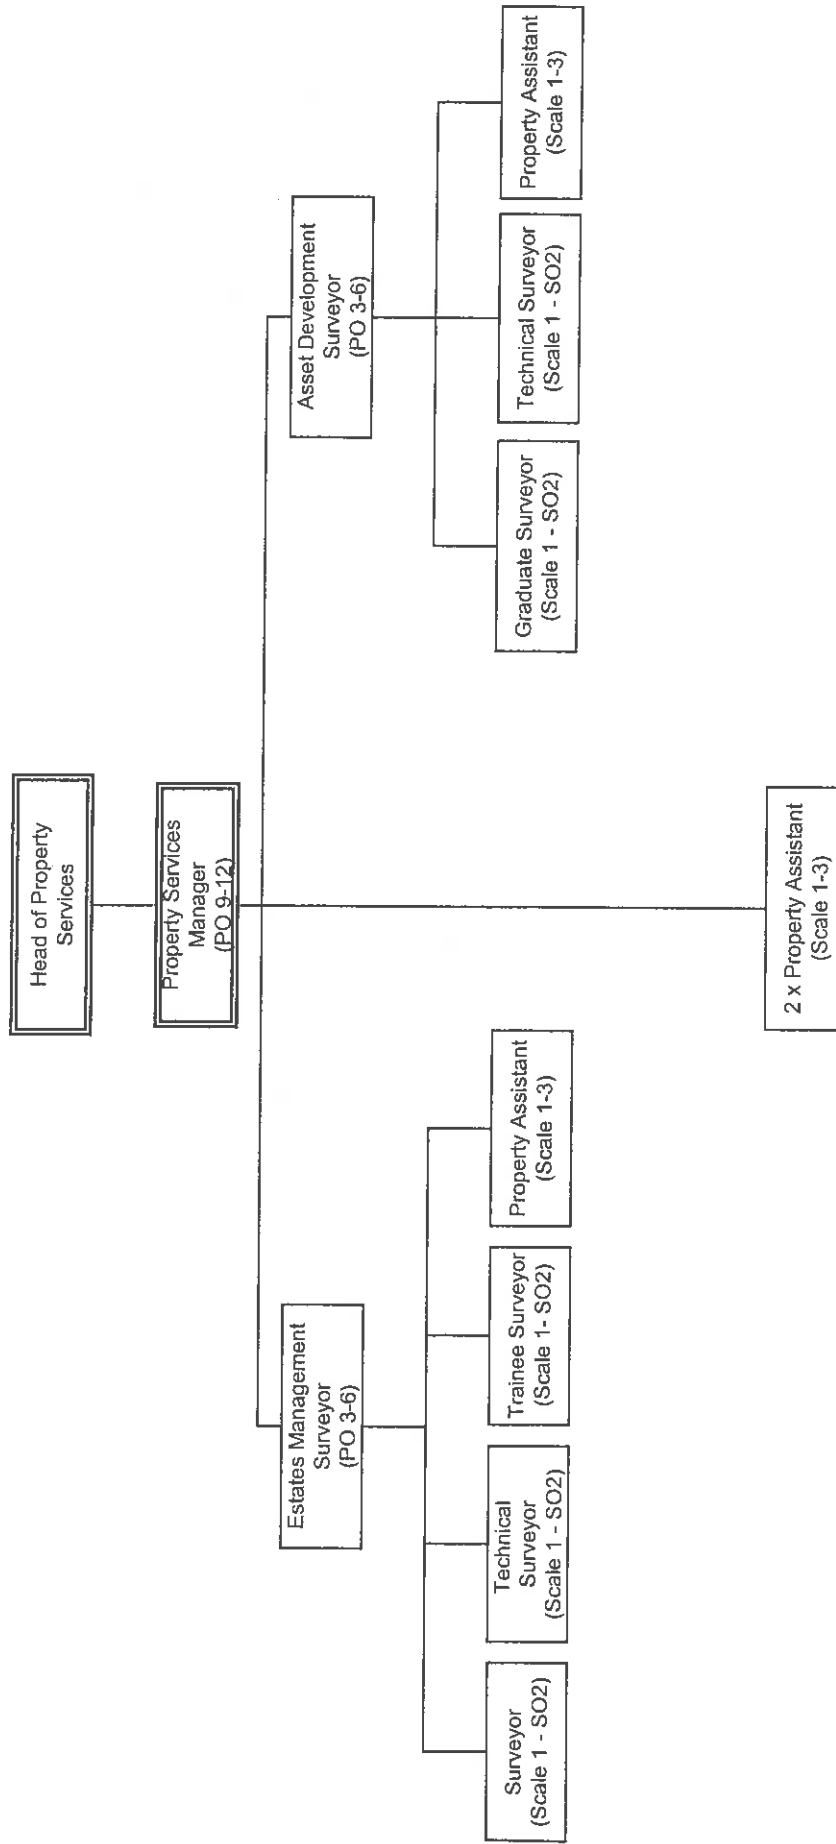 Head of Property
Services
Property Services
Manager
(PO 9-12)
Estates Management
Surveyor
(PO 3-6)
Asset Development
Surveyor
(PO 3-6)
Surveyor
(Scale 1 - SO2)
Technical
Surveyor
(Scale 1 - SO2)
Trainee Surveyor
(Scale 1- SO2)
Property Assistant
(Scale 1-3)
Graduate Surveyor
(Scale 1 - SO2)
Technical Surveyor
(Scale 1 - SO2)
Property Assistant
(Scale 1-3)
2 x Property Assistant
(Scale 1-3)